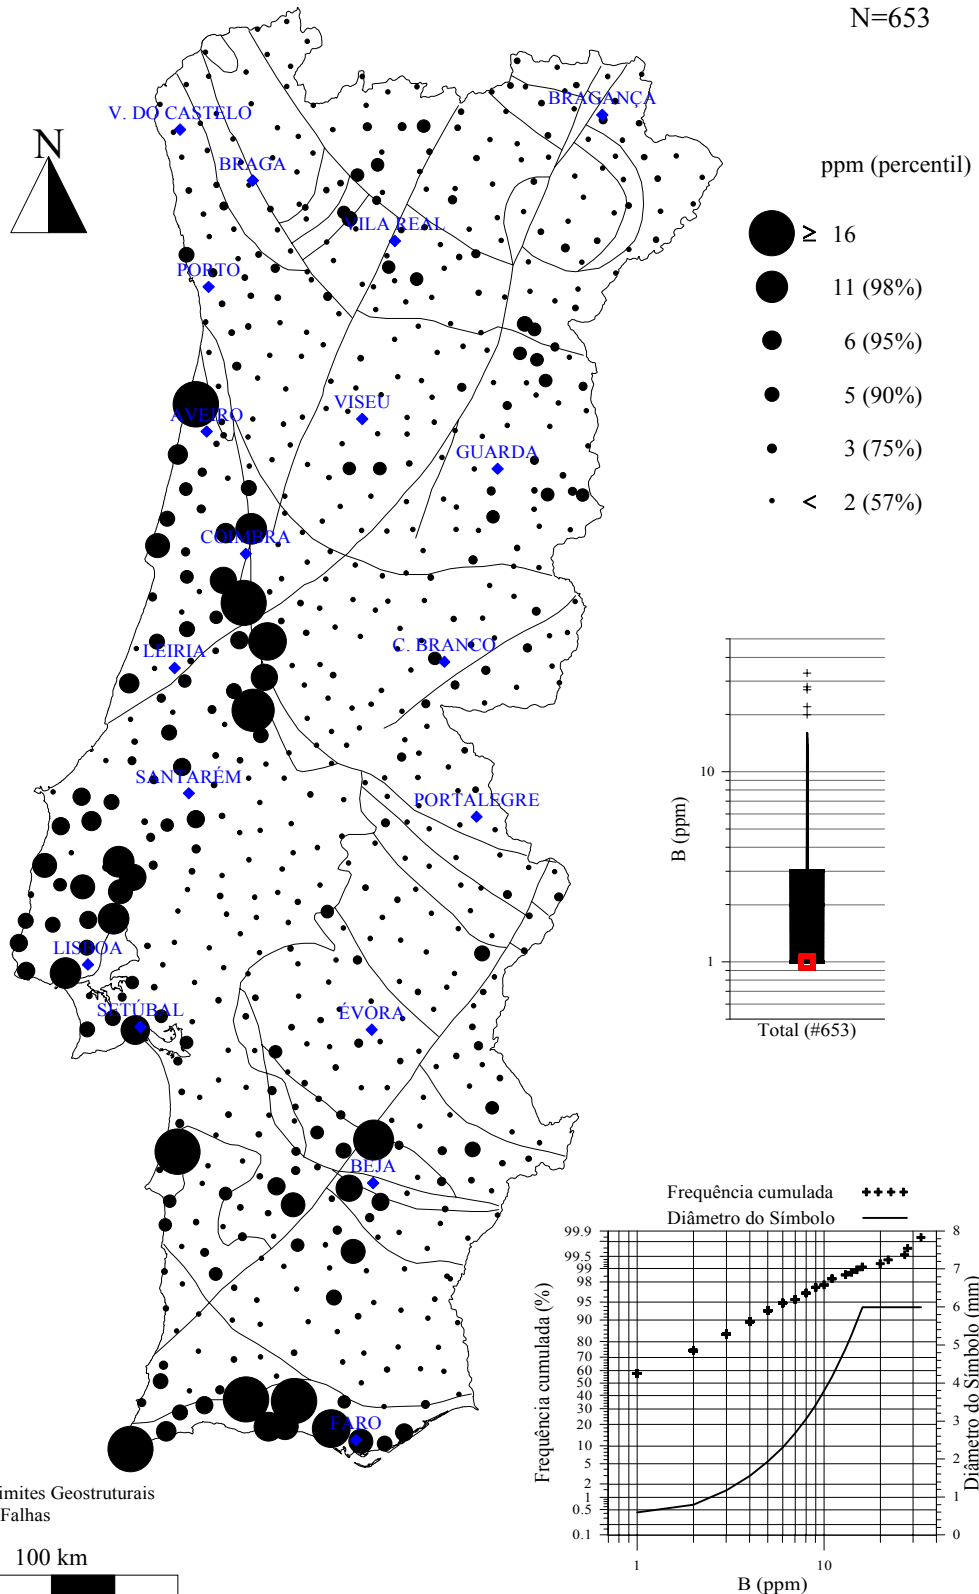 N=653
V. DO CASTELO
BRAGANÇA
N
BRAGA
ppm (percentil)
VILA REAL
≥ 16
PORTO
11 (98%)
6 (95%)
5 (90%)
AVEIRO
VISEU
3 (75%)
GUARDA
< 2 (57%)
COIMBRA
LEIRIA
C. BRANCO
SANTARÉM
PORTALEGRE
10
B (ppm)
1
Total (#653)
LISBOA
SETÚBAL
ÉVORA
BEJA
FARO
Frequência cumulada
Diâmetro do Símbolo
99.9
99.5
99
98
95
90
80
70
60
50
40
30
20
10
5
2
1
0.5
0.1
Frequência cumulada (%)
8
7
6
5
4
3
2
1
0
Diâmetro do Símbolo (mm)
1
10
B (ppm)
imites Geostruturais
Falhas
100 km